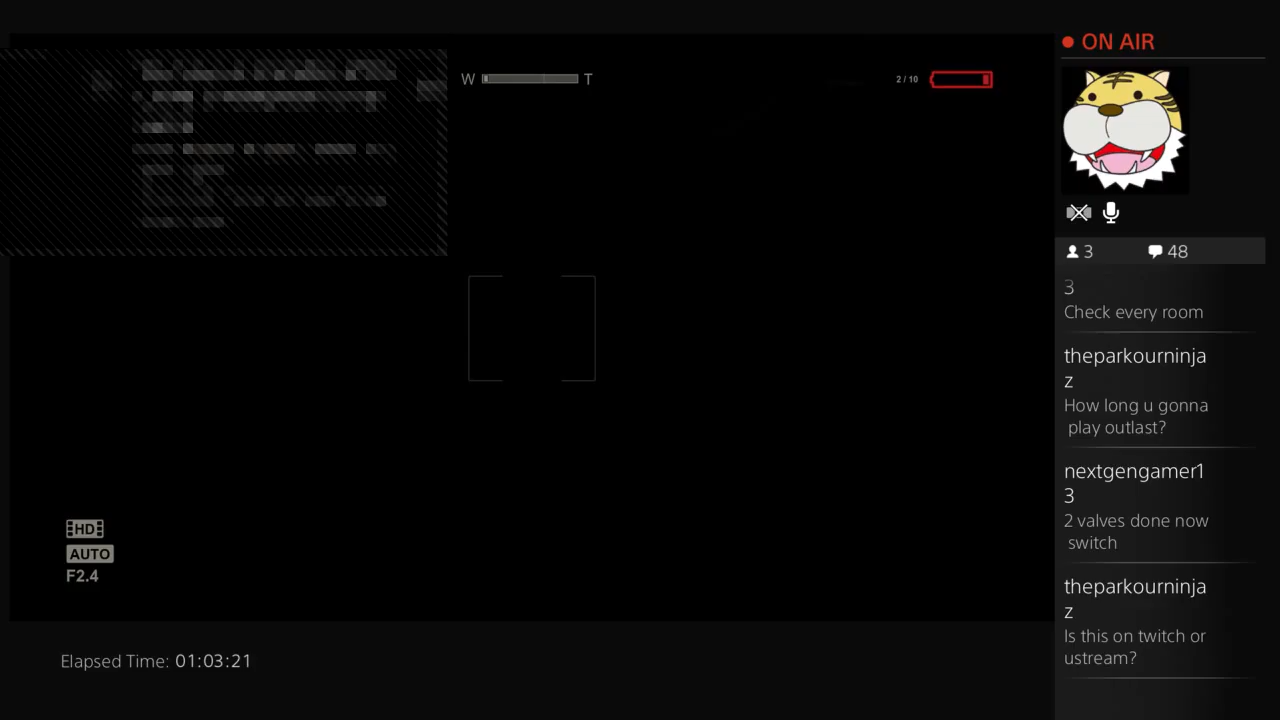 ON AIR
W T
2 / 10
3 48
3
Check every room
theparkourninja
z
How long u gonna
play outlast?
nextgengamer1
3
2 valves done now
switch
theparkourninja
z
Is this on twitch or
ustream?
HD
AUTO
F2.4
Elapsed Time: 01:03:21